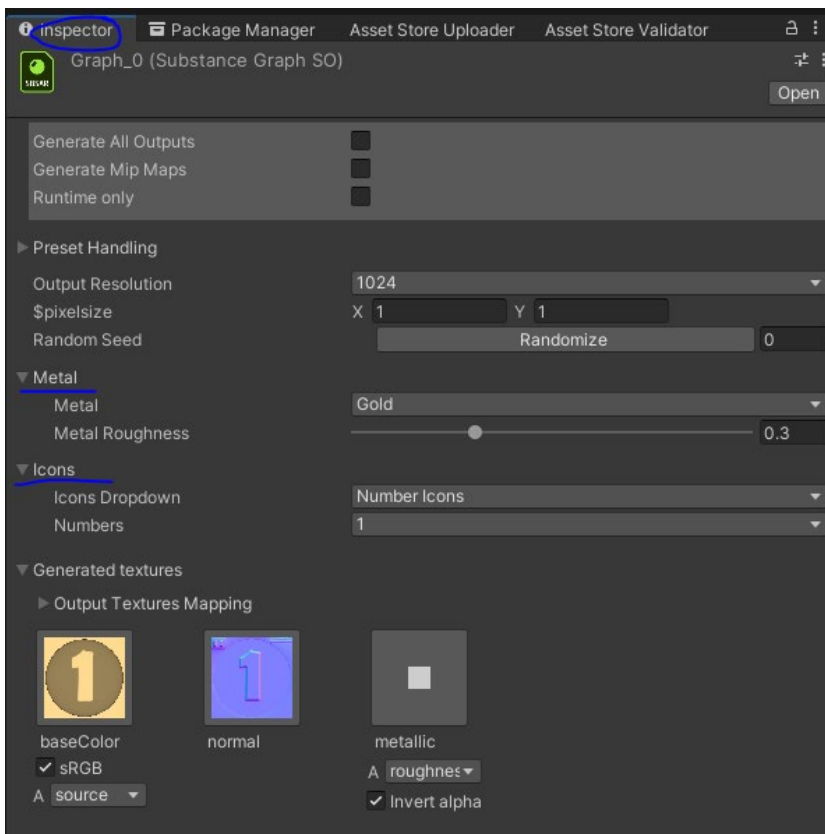 Inspector Package Manager Asset Store Uploader Asset Store Validator
Graph_0 (Substance Graph SO)
SBSAR
Open
Generate All Outputs
Generate Mip Maps
Runtime only
Preset Handling
Output Resolution 1024
$pixelsize X 1 Y 1
Random Seed Randomize 0
Metal
Metal Gold
Metal Roughness 0.3
Icons
Icons Dropdown Number Icons
Numbers 1
Generated textures
Output Textures Mapping
1 1
baseColor normal metallic
sRGB A roughnes
A source Invert alpha